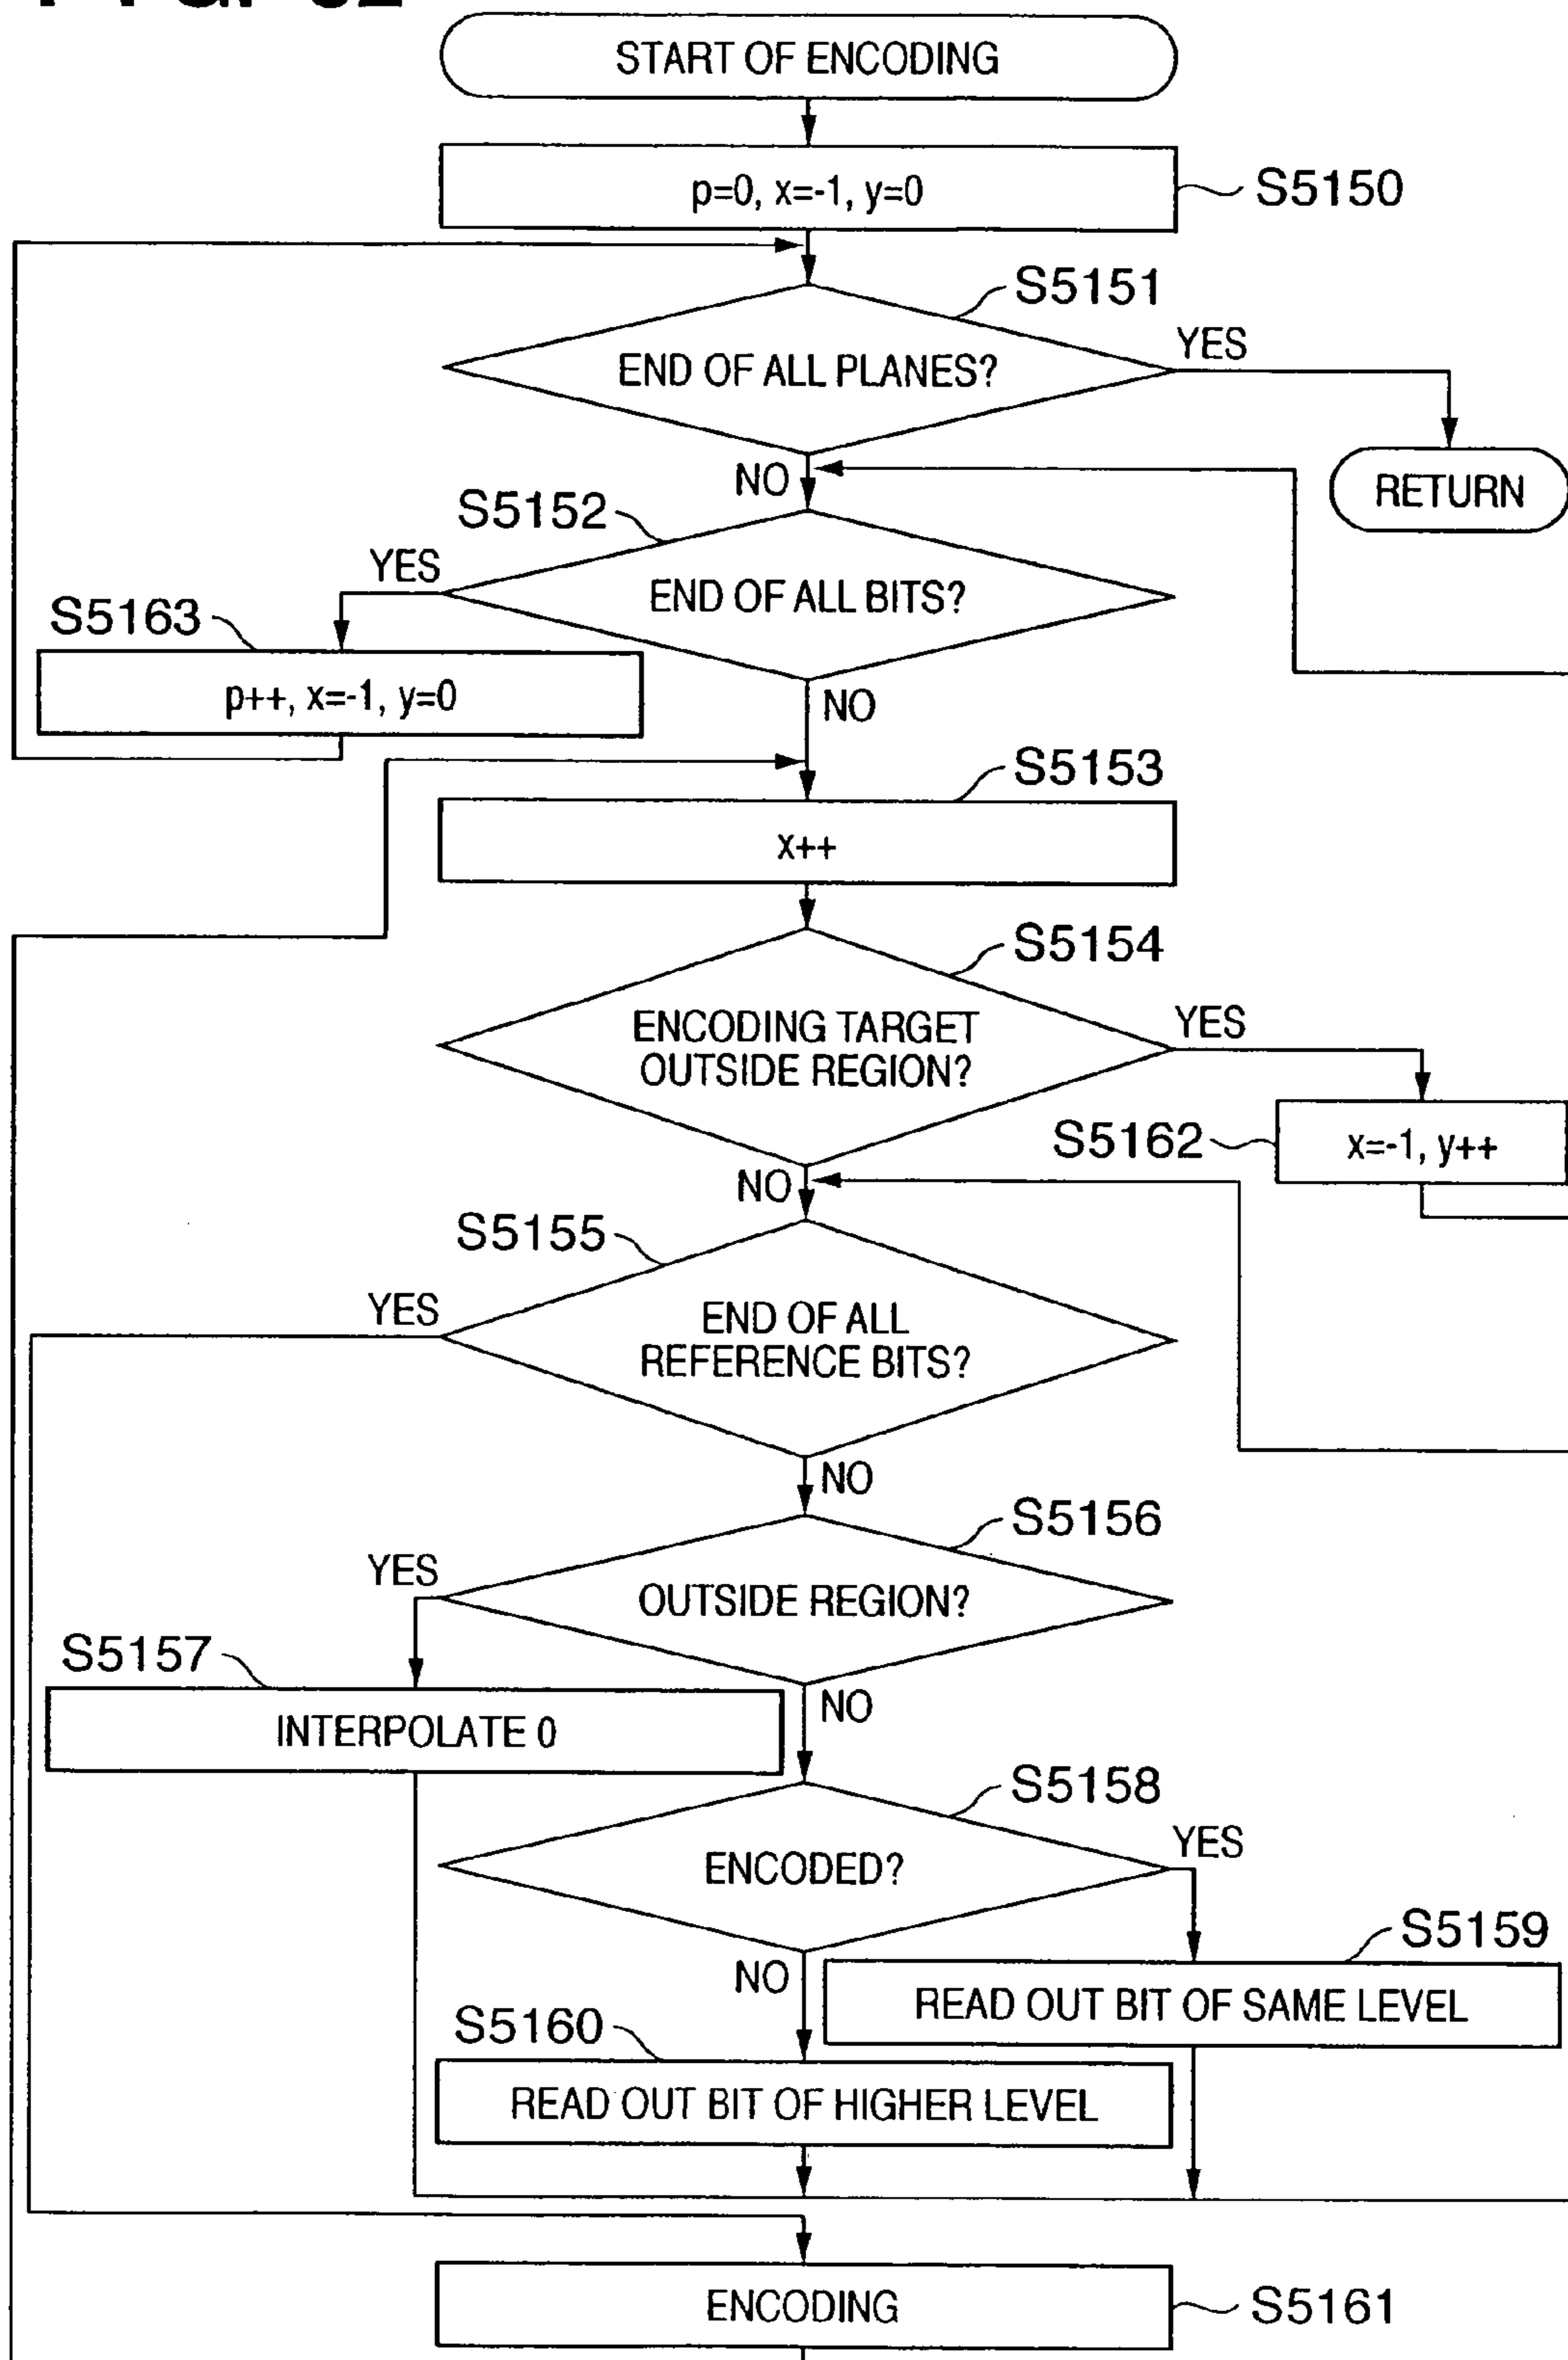 START OF ENCODING
p=0, x=-1, y=0
S5150
S5151
END OF ALL PLANES?
YES
NO
RETURN
S5152
YES
END OF ALL BITS?
S5163
p++, x=-1, y=0
NO
S5153
x++
S5154
ENCODING TARGET
OUTSIDE REGION?
YES
S5162
x=-1, y++
NO
S5155
YES
END OF ALL
REFERENCE BITS?
NO
S5156
YES
OUTSIDE REGION?
S5157
INTERPOLATE 0
NO
S5158
YES
ENCODED?
S5159
NO
READ OUT BIT OF SAME LEVEL
S5160
READ OUT BIT OF HIGHER LEVEL
ENCODING
S5161